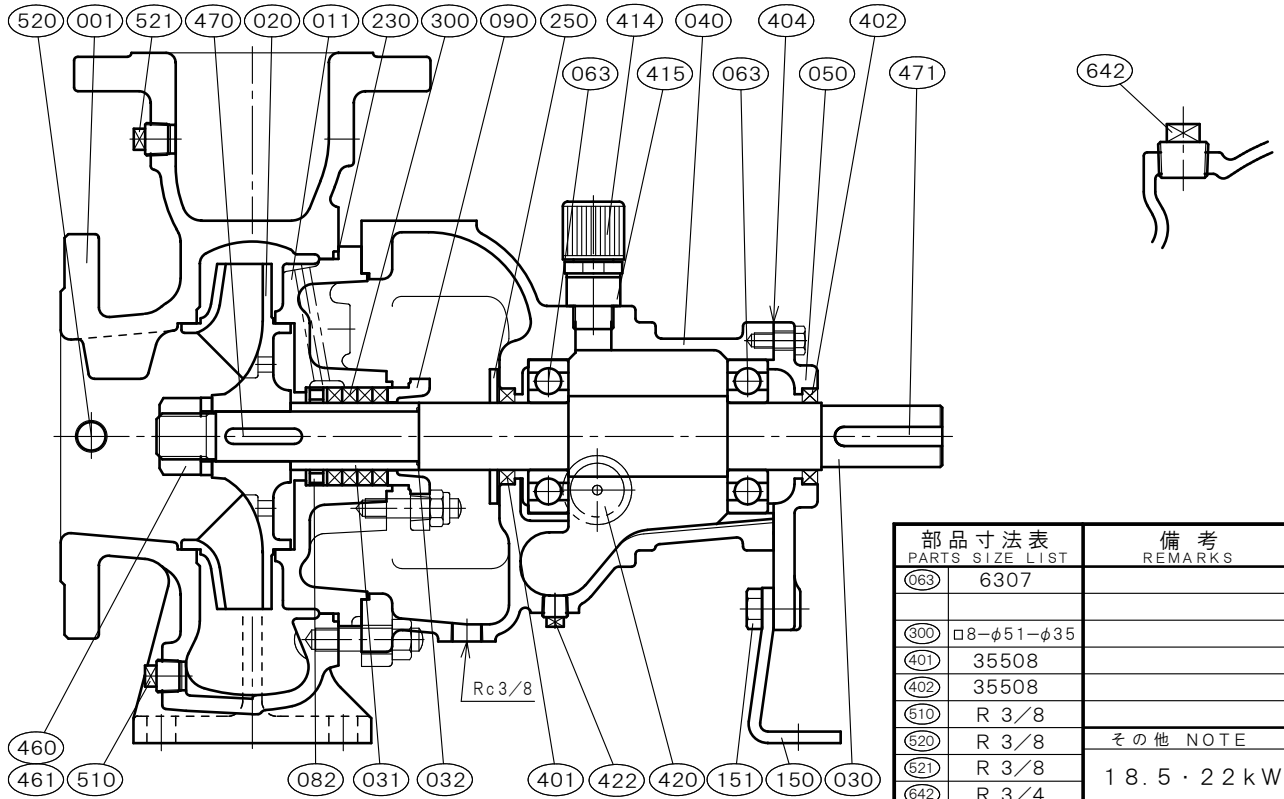 520 001 521 470 020 011 230 300 090 250 414 040 404 402
063 415 063 050 471 642
Rc3/8
460
461 510 082 031 032 401 422 420 151 150 030
部品寸法表 備考
PARTS SIZE LIST REMARKS
063 6307
300 □8−φ51−φ35
401 35508
402 35508
510 R 3/8
その他 NOTE
520 R 3/8
521 R 3/8
18.5・22kW
642 R 3/4